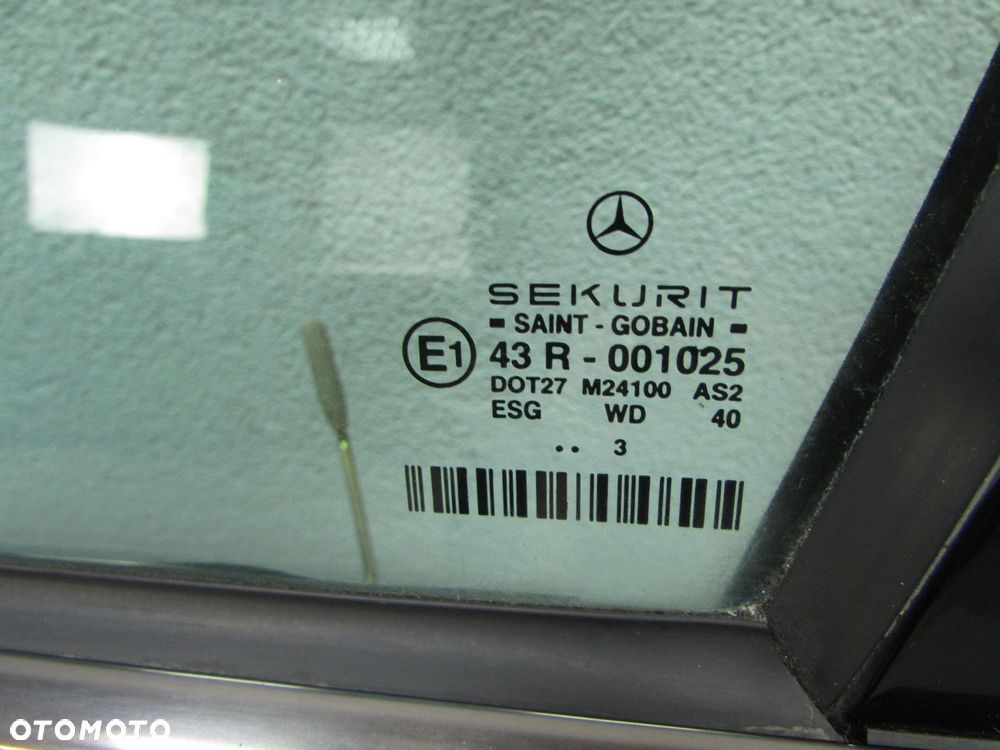 SEKURIT
SAINT - GOBAIN
E1 43 R - 001025
DOT27 M24100 AS2
ESG WD 40
.. 3
OTOMOTO